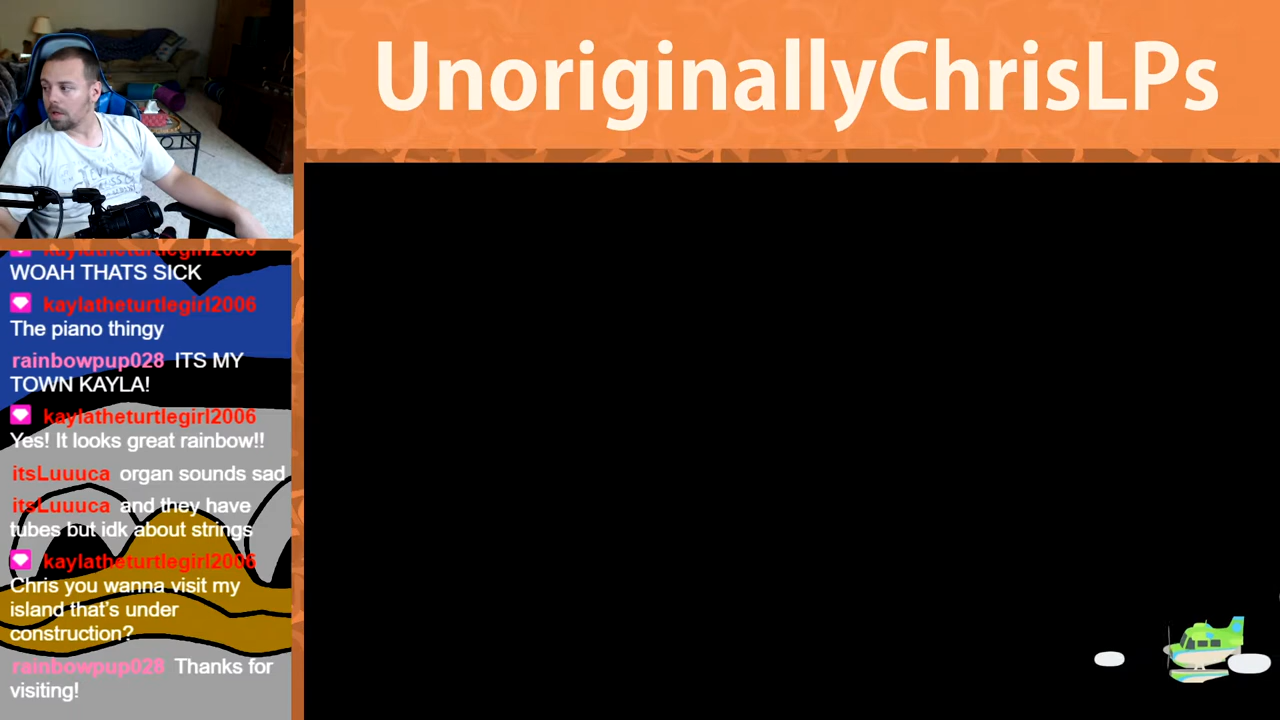 UnoriginallyChrisLPs
kaylatheturtlegirl2006
WOAH THATS SICK
kaylatheturtlegirl2006
The piano thingy
rainbowpup028 ITS MY
TOWN KAYLA!
kaylatheturtlegirl2006
Yes! It looks great rainbow!!
itsLuuuca organ sounds sad
itsLuuuca and they have
tubes but idk about strings
kaylatheturtlegirl2006
Chris you wanna visit my
island that's under
construction?
rainbowpup028 Thanks for
visiting!